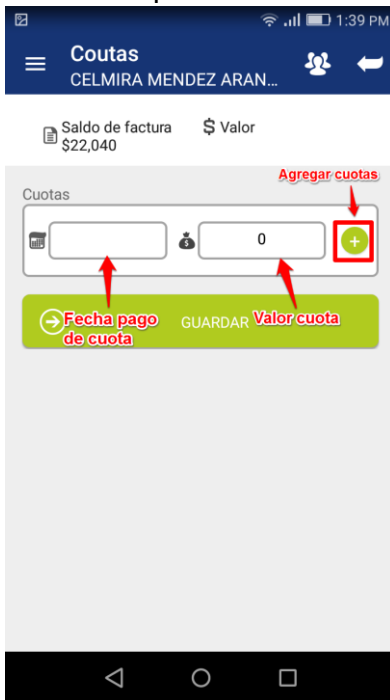 1:39 PM
Coutas
CELMIRA MENDEZ ARAN...
Saldo de factura
$22,040
$ Valor
Agregar cuotas
Cuotas
0
+
Fecha pago
de cuota
GUARDAR
Valor cuota